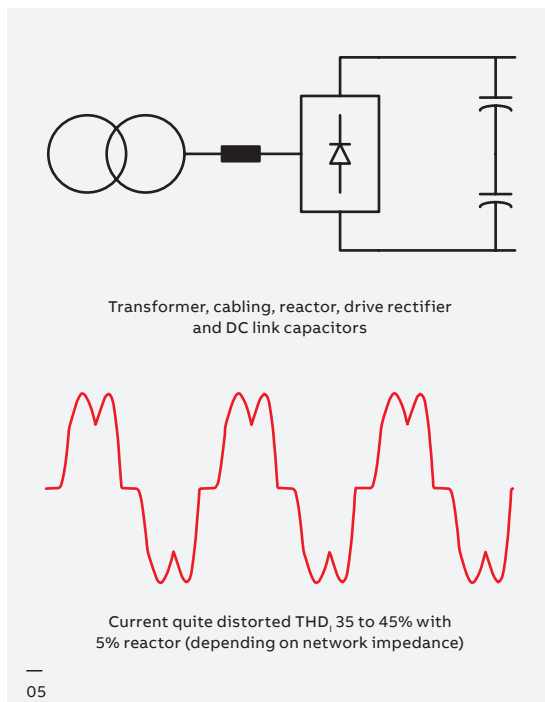 Transformer, cabling, reactor, drive rectifier
and DC link capacitors
Current quite distorted THDI 35 to 45% with
5% reactor (depending on network impedance)
05